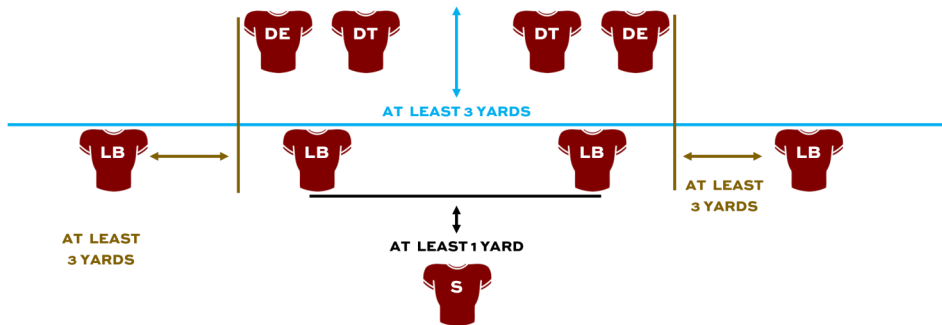 DE DT DT DE
AT LEAST 3 YARDS
LB LB LB LB
AT LEAST
3 YARDS
AT LEAST
3 YARDS
AT LEAST 1 YARD
S